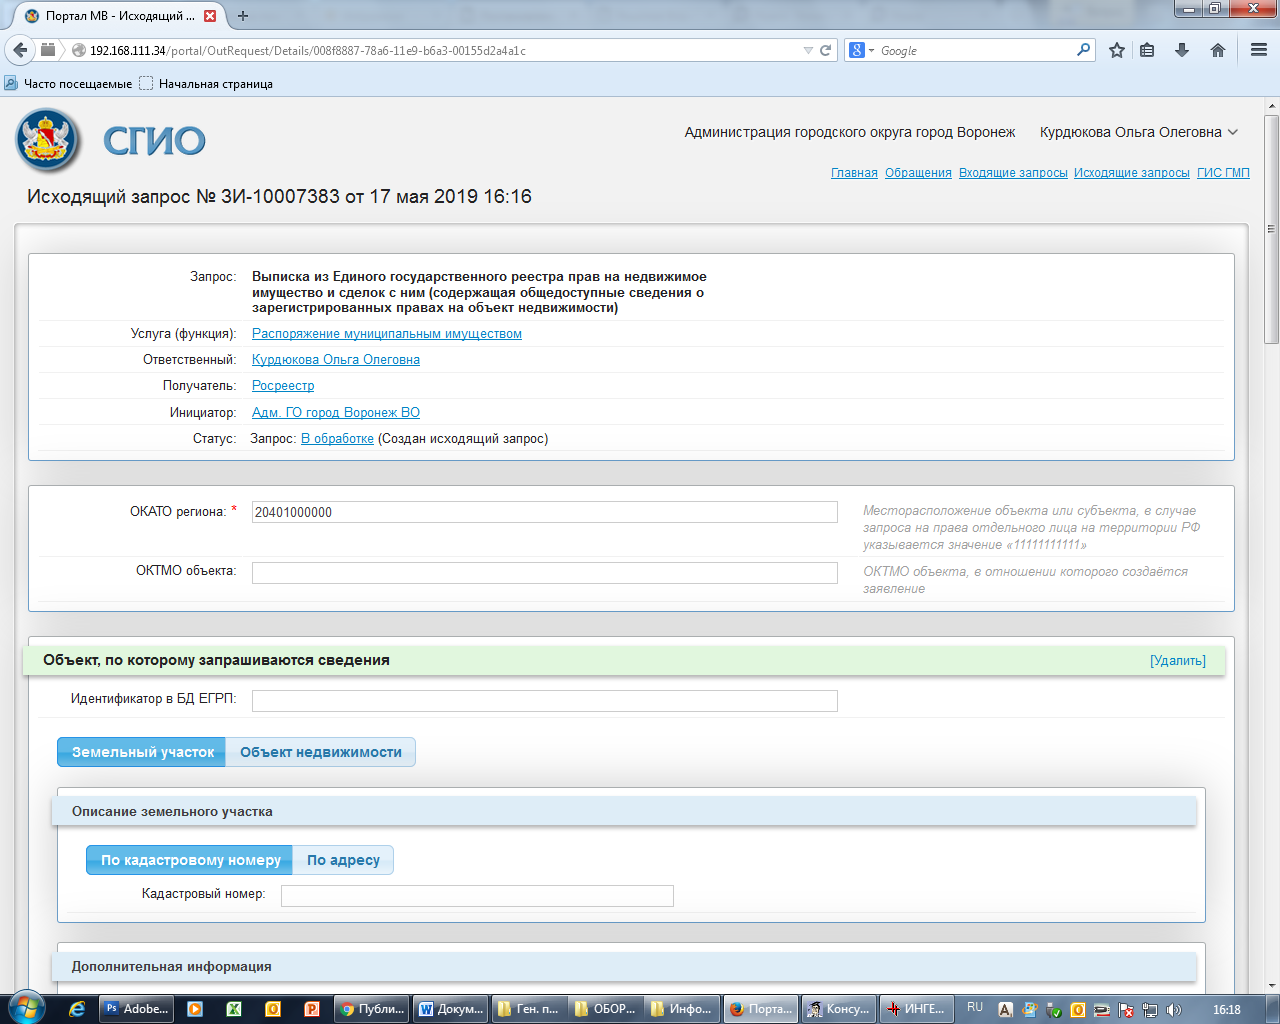 Портал МВ - Исходящий ...
192.168.111.34/portal/OutRequest/Details/008f8887-78a6-11e9-b6a3-00155d2a4a1c
Google
Часто посещаемые
Начальная страница
СГИО
Администрация городского округа город Воронеж
Курдюкова Ольга Олеговна
Главная Обращения Входящие запросы Исходящие запросы ГИС ГМП
Исходящий запрос № ЗИ-10007383 от 17 мая 2019 16:16
Запрос: Выписка из Единого государственного реестра прав на недвижимое
имущество и сделок с ним (содержащая общедоступные сведения о
зарегистрированных правах на объект недвижимости)
Услуга (функция): Распоряжение муниципальным имуществом
Ответственный: Курдюкова Ольга Олеговна
Получатель: Росреестр
Инициатор: Адм. ГО город Воронеж ВО
Статус: Запрос: В обработке (Создан исходящий запрос)
ОКАТО региона: * 20401000000
Месторасположение объекта или субъекта, в случае
запроса на права отдельного лица на территории РФ
указывается значение «11111111111»
ОКТМО объекта:
ОКТМО объекта, в отношении которого создаётся
заявление
Объект, по которому запрашиваются сведения [Удалить]
Идентификатор в БД ЕГРП:
Земельный участок Объект недвижимости
Описание земельного участка
По кадастровому номеру По адресу
Кадастровый номер:
Дополнительная информация
Adobe... Публи... Докум... Ген. п... ОБОР... Инфо... Порта... Консу... ИНГЕ... RU 16:18